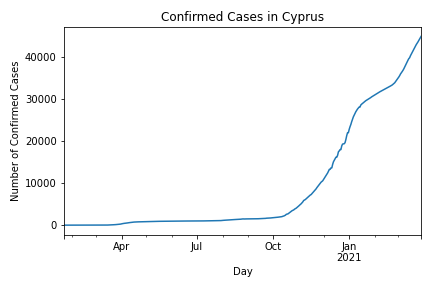 Confirmed Cases in Cyprus
Number of Confirmed Cases
40000
30000
20000
10000
0
Apr
Jul
Oct
Jan
2021
Day